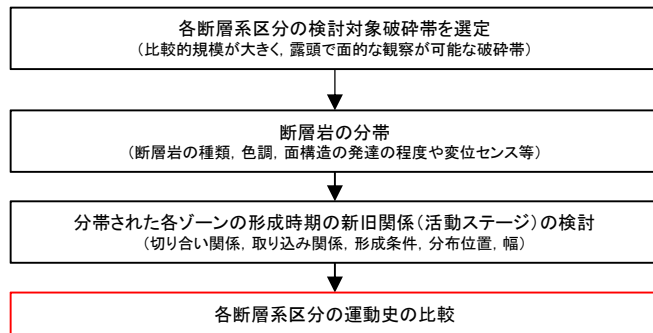 各断層系区分の検討対象破砕帯を選定
（比較的規模が大きく，露頭で面的な観察が可能な破砕帯）
断層岩の分帯
（断層岩の種類，色調，面構造の発達の程度や変位センス等）
分帯された各ゾーンの形成時期の新旧関係（活動ステージ）の検討
（切り合い関係，取り込み関係，形成条件，分布位置，幅）
各断層系区分の運動史の比較